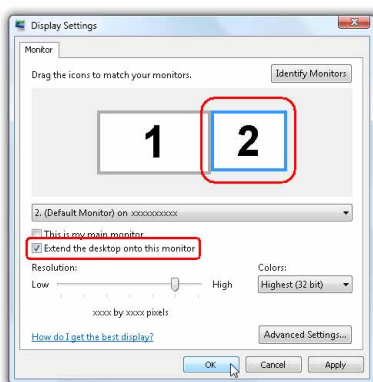 Display Settings
Monitor
Drag the icons to match your monitors.
Identify Monitors
1 2
2. (Default Monitor) on xxxxxxxxxx
This is my main monitor
Extend the desktop onto this monitor
Resolution: Colors:
Low High Highest (32 bit)
xxxx by xxxx pixels
How do I get the best display? Advanced Settings...
OK Cancel Apply